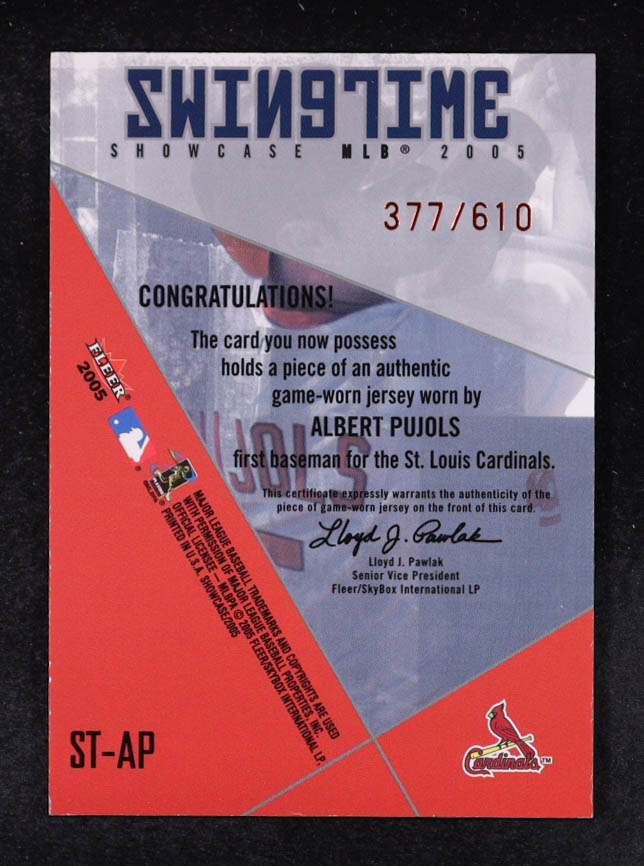 SWING TIME
SHOWCASE MLB® 2005
377/610
CONGRATULATIONS!
The card you now possess
holds a piece of an authentic
game-worn jersey worn by
ALBERT PUJOLS
first baseman for the St. Louis Cardinals.
This certificate expressly warrants the authenticity of the
piece of game-worn jersey on the front of this card.
Lloyd J. Pawlak
Lloyd J. Pawlak
Senior Vice President
Fleer/SkyBox International LP
FLEER®
2005
MAJOR LEAGUE BASEBALL TRADEMARKS AND COPYRIGHTS ARE USED
WITH PERMISSION OF MAJOR LEAGUE BASEBALL PROPERTIES, INC.
OFFICIAL LICENSEE – MLBPA © 2005 FLEER/SKYBOX INTERNATIONAL LP.
PRINTED IN U.S.A. SHOWCASE/2005
UJOLS
ST-AP
Cardinals™